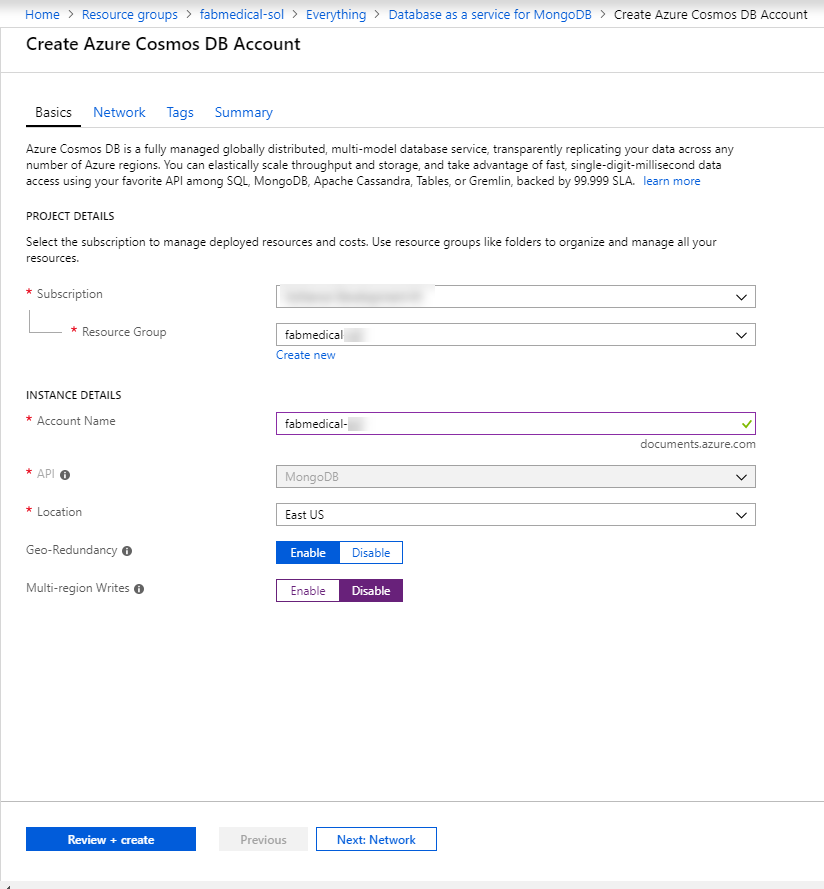 Home > Resource groups > fabmedical-sol > Everything > Database as a service for MongoDB > Create Azure Cosmos DB Account
Create Azure Cosmos DB Account
Basics Network Tags Summary
Azure Cosmos DB is a fully managed globally distributed, multi-model database service, transparently replicating your data across any
number of Azure regions. You can elastically scale throughput and storage, and take advantage of fast, single-digit-millisecond data
access using your favorite API among SQL, MongoDB, Apache Cassandra, Tables, or Gremlin, backed by 99.999 SLA. learn more
PROJECT DETAILS
Select the subscription to manage deployed resources and costs. Use resource groups like folders to organize and manage all your
resources.
* Subscription
* Resource Group fabmedical
Create new
INSTANCE DETAILS
* Account Name fabmedical-
documents.azure.com
* API MongoDB
* Location East US
Geo-Redundancy Enable Disable
Multi-region Writes Enable Disable
Review + create Previous Next: Network